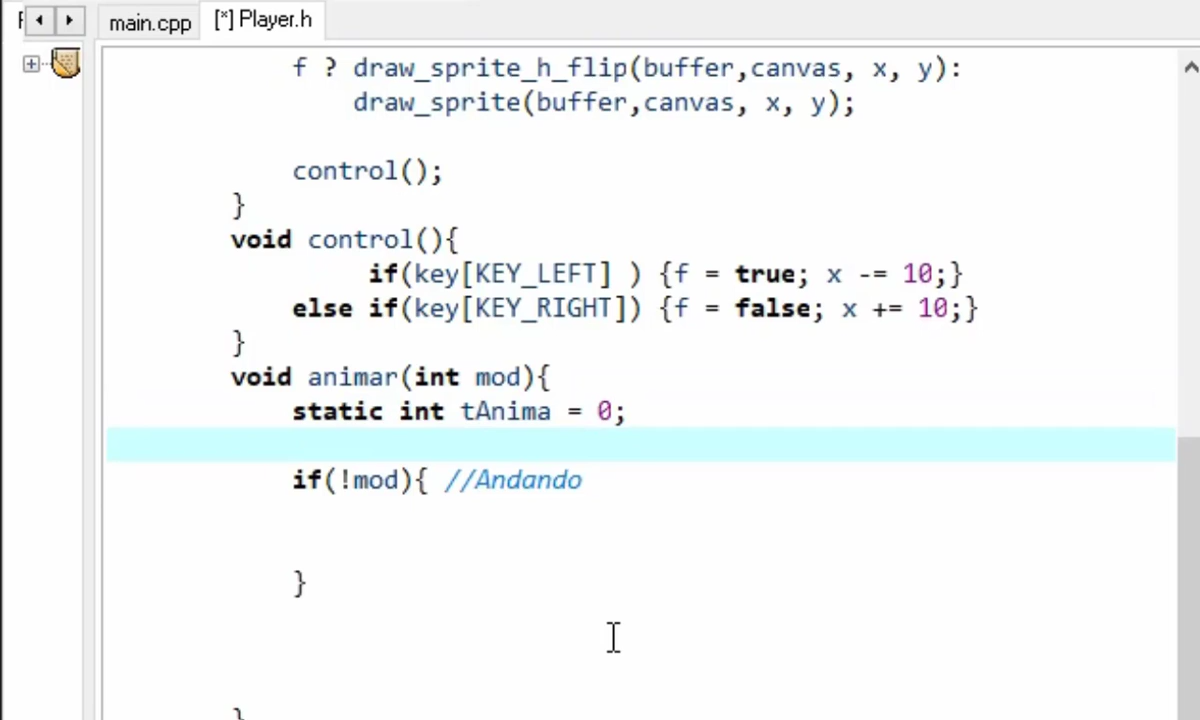 main.cpp [*] Player.h
f ? draw_sprite_h_flip(buffer,canvas, x, y):
draw_sprite(buffer,canvas, x, y);
control();
}
void control(){
if(key[KEY_LEFT] ) {f = true; x -= 10;}
else if(key[KEY_RIGHT]) {f = false; x += 10;}
}
void animar(int mod){
static int tAnima = 0;
if(!mod){ //Andando
}
}